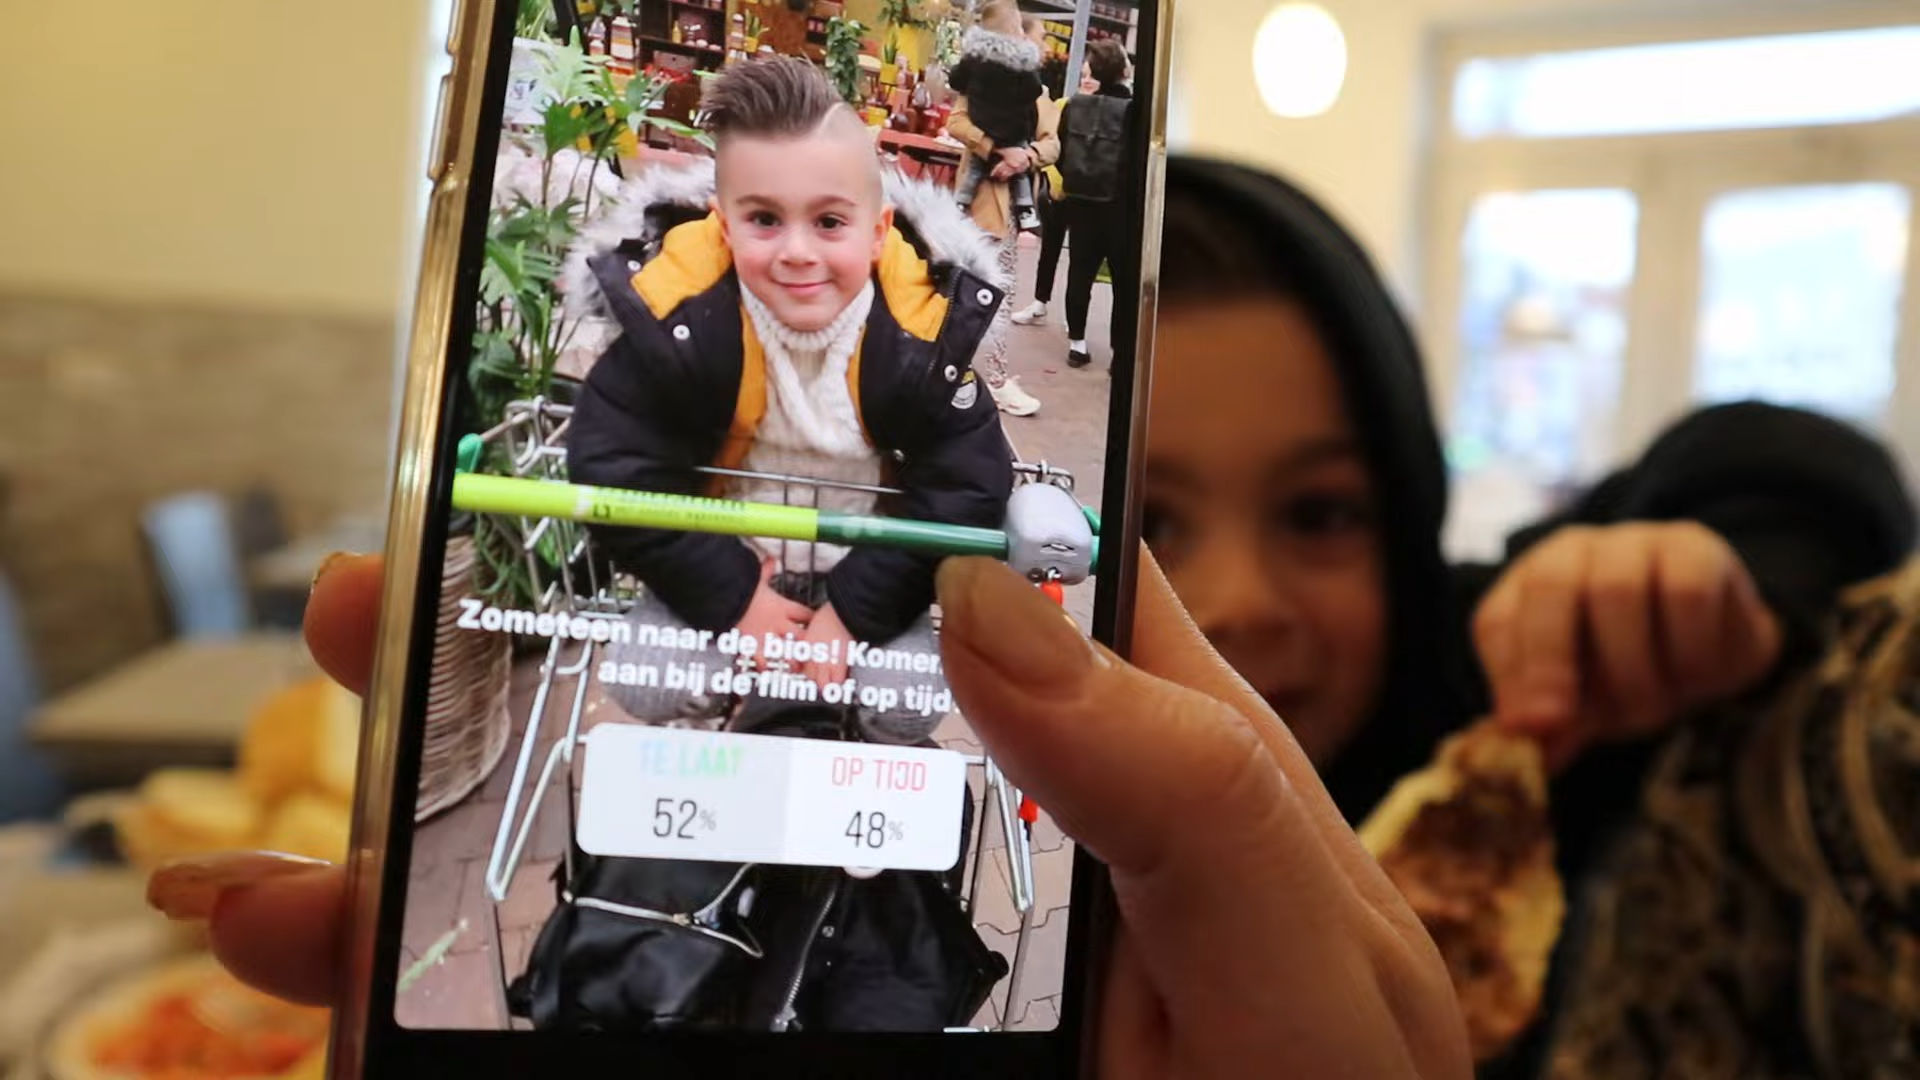 Zometeen naar de bios! Komen
aan bij de film of op tijd
TE LAAT
OP TIJD
52%
48%